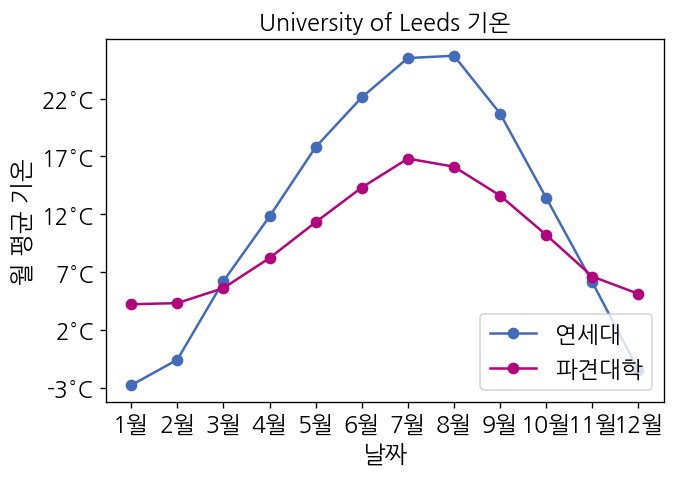 University of Leeds 기온
월 평균 기온
22°C
17°C
12°C
7°C
2°C
-3°C
1월 2월 3월 4월 5월 6월 7월 8월 9월 10월 11월 12월
날짜
연세대
파견대학